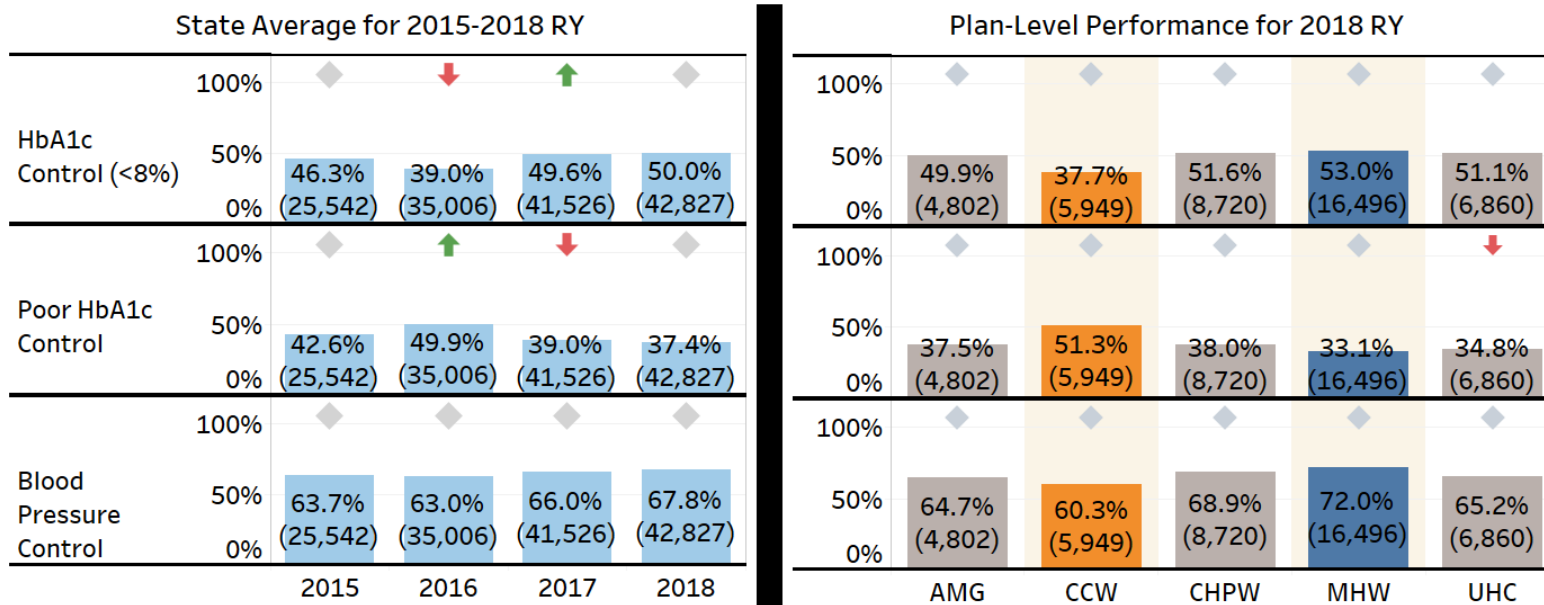 State Average for 2015-2018 RY
100%
HbA1c
Control (<8%)
50%
0%
46.3% 39.0% 49.6% 50.0%
(25,542) (35,006) (41,526) (42,827)
100%
Poor HbA1c
Control
50%
0%
42.6% 49.9% 39.0% 37.4%
(25,542) (35,006) (41,526) (42,827)
100%
Blood
Pressure
Control
50%
0%
63.7% 63.0% 66.0% 67.8%
(25,542) (35,006) (41,526) (42,827)
2015 2016 2017 2018
Plan-Level Performance for 2018 RY
100%
50%
0%
49.9% 37.7% 51.6% 53.0% 51.1%
(4,802) (5,949) (8,720) (16,496) (6,860)
100%
50%
0%
37.5% 51.3% 38.0% 33.1% 34.8%
(4,802) (5,949) (8,720) (16,496) (6,860)
100%
50%
0%
64.7% 60.3% 68.9% 72.0% 65.2%
(4,802) (5,949) (8,720) (16,496) (6,860)
AMG CCW CHPW MHW UHC